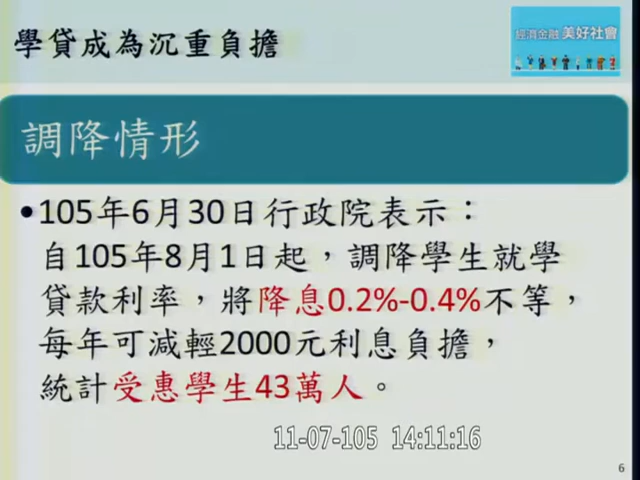 學貸成為沉重負擔
經濟金融 美好社會
調降情形
•105年6月30日行政院表示：
自105年8月1日起，調降學生就學
貸款利率，將降息0.2%-0.4%不等，
每年可減輕2000元利息負擔，
統計受惠學生43萬人。
11-07-105 14:11:16
6